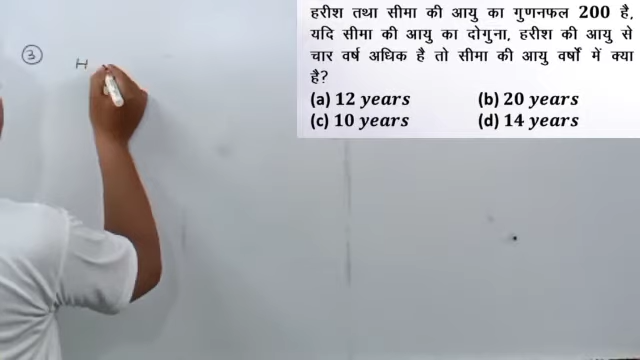 हरीश तथा सीमा की आयु का गुणनफल 200 है,
यदि सीमा की आयु का दोगुना, हरीश की आयु से
चार वर्ष अधिक है तो सीमा की आयु वर्षों में क्या
है?
(a) 12 years (b) 20 years
(c) 10 years (d) 14 years
3 H